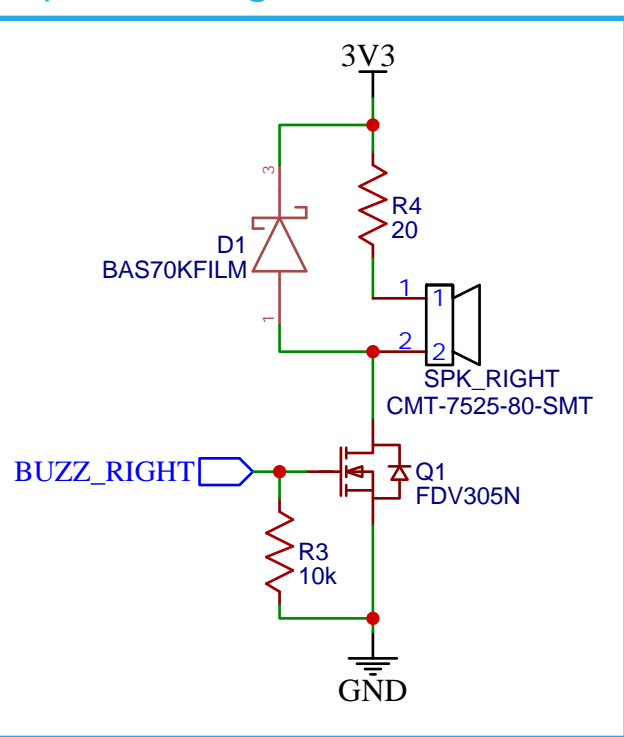 3V3
3
R4
20
D1
BAS70KFILM
1
1
1
2
2
SPK_RIGHT
CMT-7525-80-SMT
BUZZ_RIGHT
Q1
FDV305N
R3
10k
GND